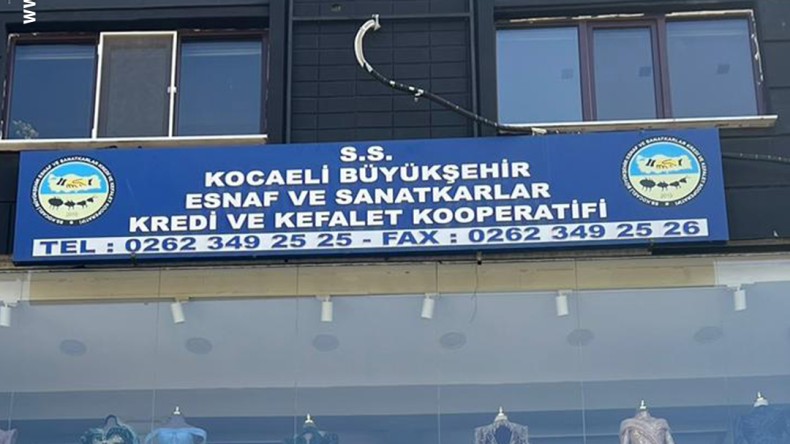 S.S.
KOCAELİ BÜYÜKŞEHİR
ESNAF VE SANATKARLAR
KREDİ VE KEFALET KOOPERATİFİ
TEL : 0262 349 25 25 - FAX : 0262 349 25 26